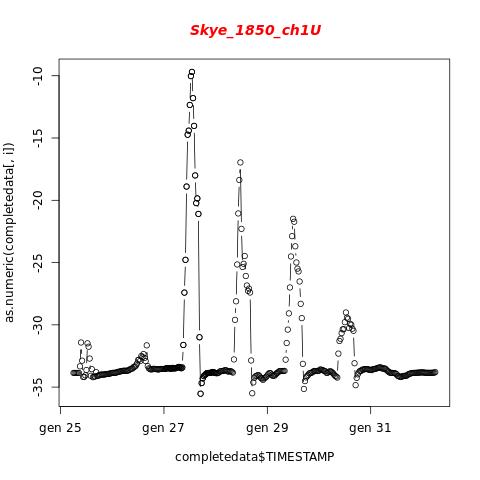 Skye_1850_ch1U
as.numeric(completedata[, i])
-10
-15
-20
-25
-30
-35
gen 25
gen 27
gen 29
gen 31
completedata$TIMESTAMP